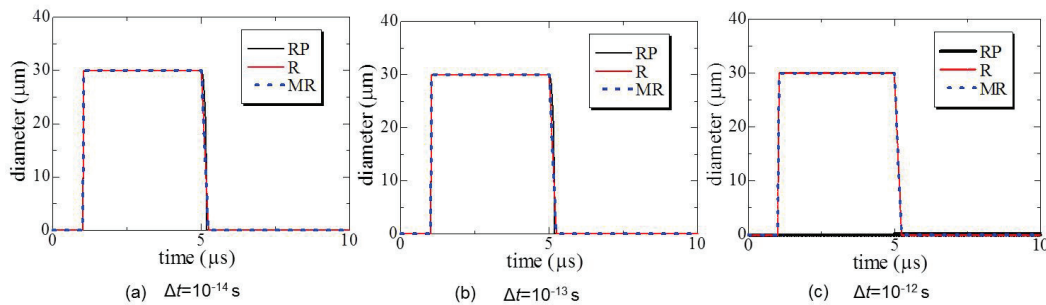 40
30
20
10
0
diameter (μm)
RP
R
MR
0
5
10
time (μs)
(a) Δt=10⁻¹⁴ s
40
30
20
10
0
diameter (μm)
RP
R
MR
0
5
10
time (μs)
(b) Δt=10⁻¹³ s
40
30
20
10
0
diameter (μm)
RP
R
MR
0
5
10
time (μs)
(c) Δt=10⁻¹² s